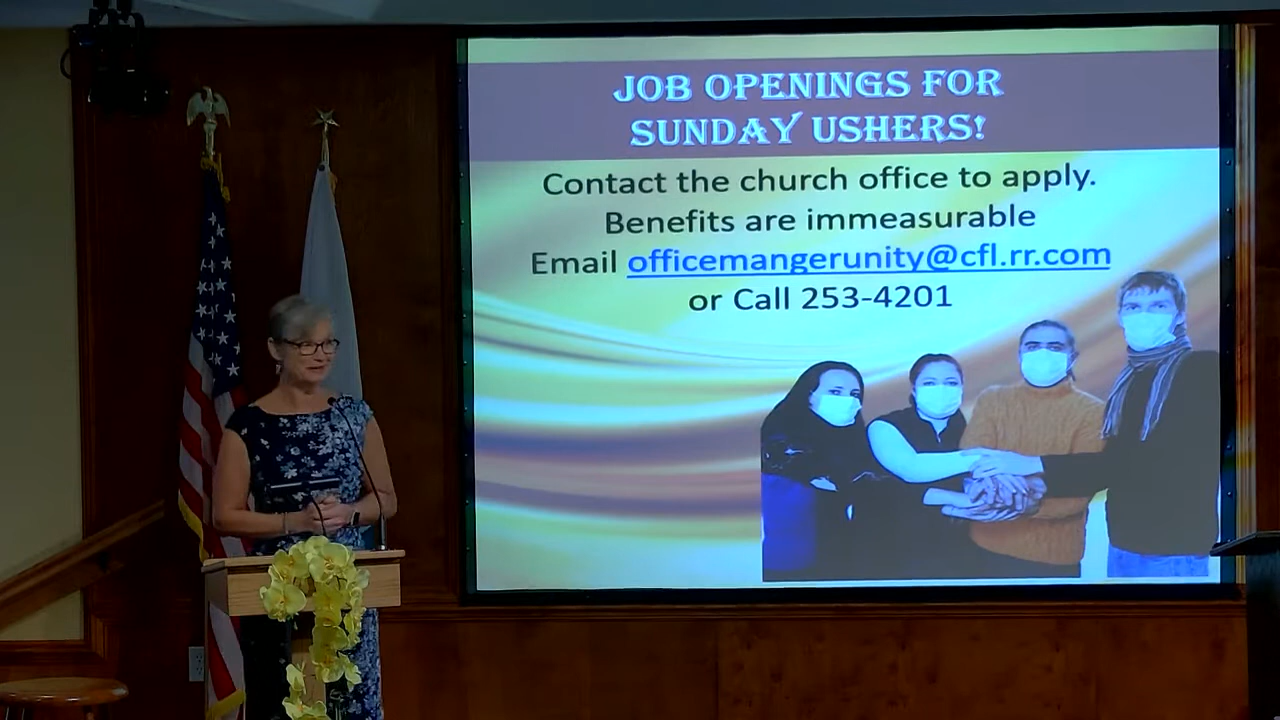 JOB OPENINGS FOR
SUNDAY USHERS!
Contact the church office to apply.
Benefits are immeasurable
Email officemangerunity@cfl.rr.com
or Call 253-4201